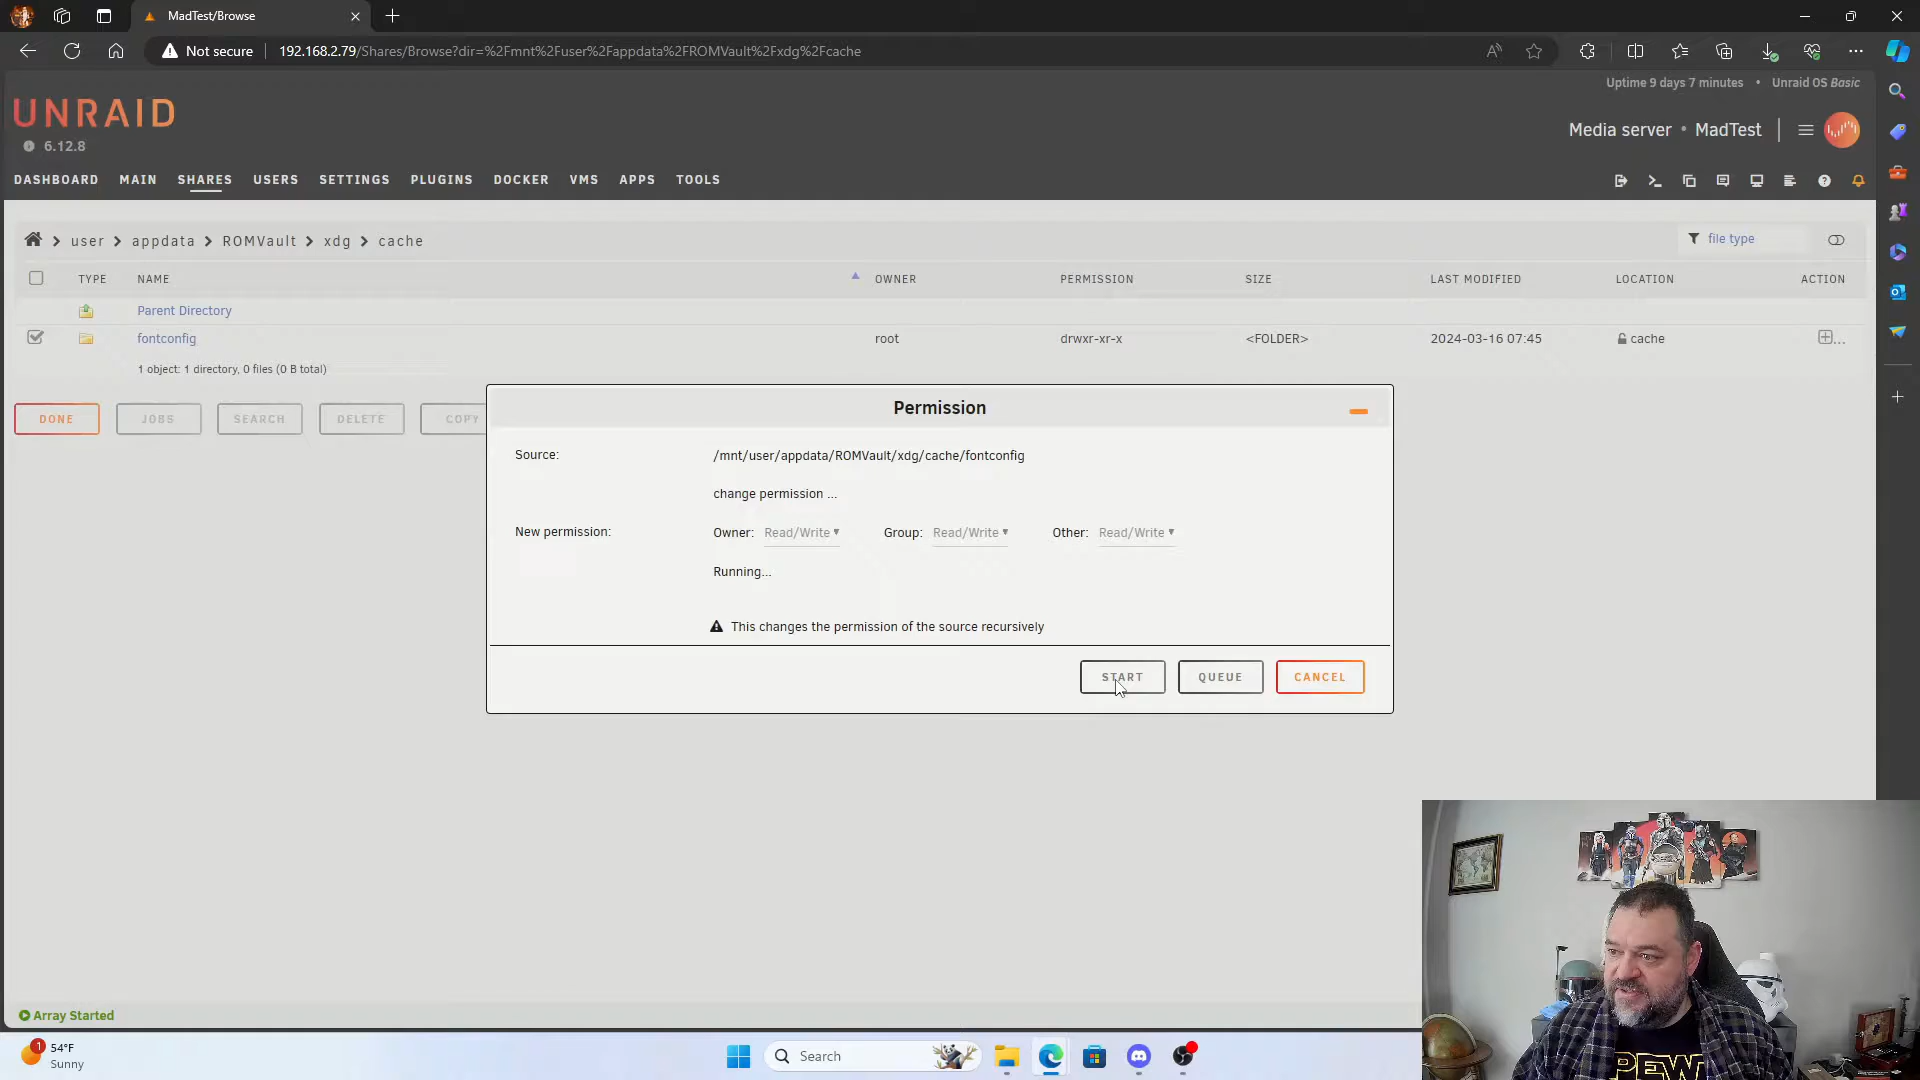 MadTest/Browse
Not secure
192.168.2.79/Shares/Browse?dir=%2Fmnt%2Fuser%2Fappdata%2FROMVault%2Fxdg%2Fcache
Uptime 9 days 7 minutes • Unraid OS Basic
UNRAID
6.12.8
Media server • MadTest
DASHBOARD MAIN SHARES USERS SETTINGS PLUGINS DOCKER VMS APPS TOOLS
user > appdata > ROMVault > xdg > cache
file type
TYPE NAME OWNER PERMISSION SIZE LAST MODIFIED LOCATION ACTION
Parent Directory
fontconfig root drwxr-xr-x <FOLDER> 2024-03-16 07:45 cache ...
1 object: 1 directory, 0 files (0 B total)
DONE JOBS SEARCH DELETE COPY
Permission
Source: /mnt/user/appdata/ROMVault/xdg/cache/fontconfig
change permission ...
New permission: Owner: Read/Write Group: Read/Write Other: Read/Write
Running...
This changes the permission of the source recursively
START QUEUE CANCEL
Array Started
1
54°F
Sunny
Search
PEW